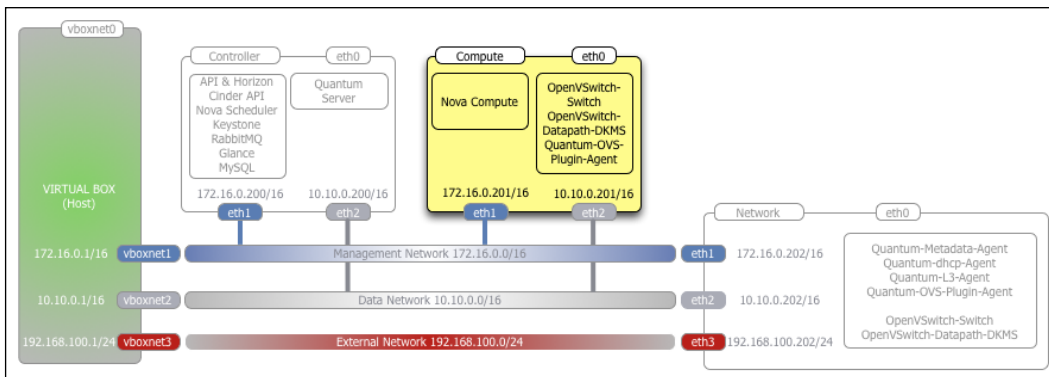 vboxnet0
VIRTUAL BOX
(Host)
Controller
eth0
API & Horizon
Cinder API
Nova Scheduler
Keystone
RabbitMQ
Glance
MySQL
Quantum
Server
172.16.0.200/16
10.10.0.200/16
eth1
eth2
Compute
eth0
Nova Compute
OpenVSwitch-
Switch
OpenVSwitch-
Datapath-DKMS
Quantum-OVS-
Plugin-Agent
172.16.0.201/16
10.10.0.201/16
eth1
eth2
Network
eth0
172.16.0.1/16
vboxnet1
Management Network 172.16.0.0/16
eth1
172.16.0.202/16
10.10.0.1/16
vboxnet2
Data Network 10.10.0.0/16
eth2
10.10.0.202/16
192.168.100.1/24
vboxnet3
External Network 192.168.100.0/24
eth3
192.168.100.202/24
Quantum-Metadata-Agent
Quantum-dhcp-Agent
Quantum-L3-Agent
Quantum-OVS-Plugin-Agent
OpenVSwitch-Switch
OpenVSwitch-Datapath-DKMS